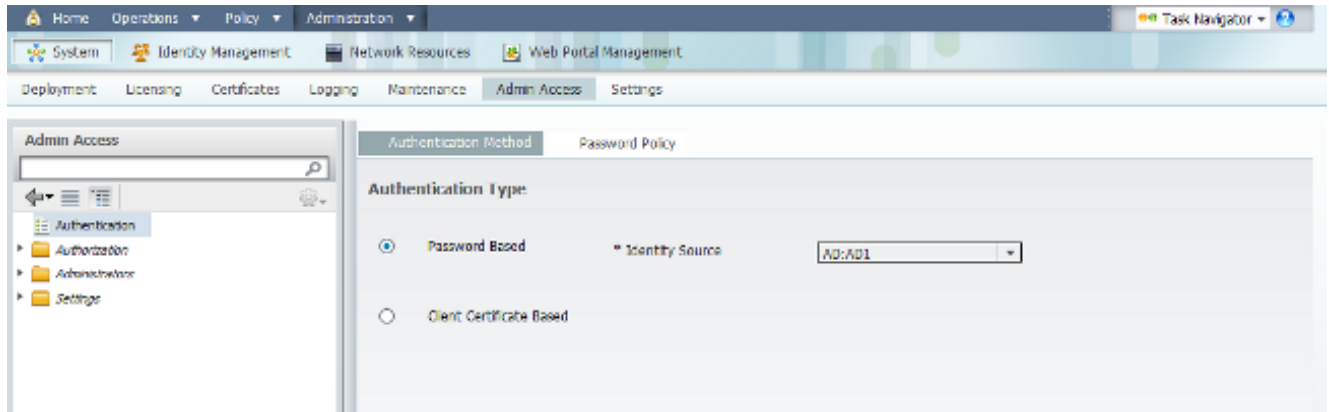 Home Operations Policy Administration Task Navigator ?
System Identity Management Network Resources Web Portal Management
Deployment Licensing Certificates Logging Maintenance Admin Access Settings
Admin Access
Authentication Method Password Policy
Authentication Type
Authentication
Authorization
Administrators
Settings
Password Based * Identity Source AD:AD1
Client Certificate Based